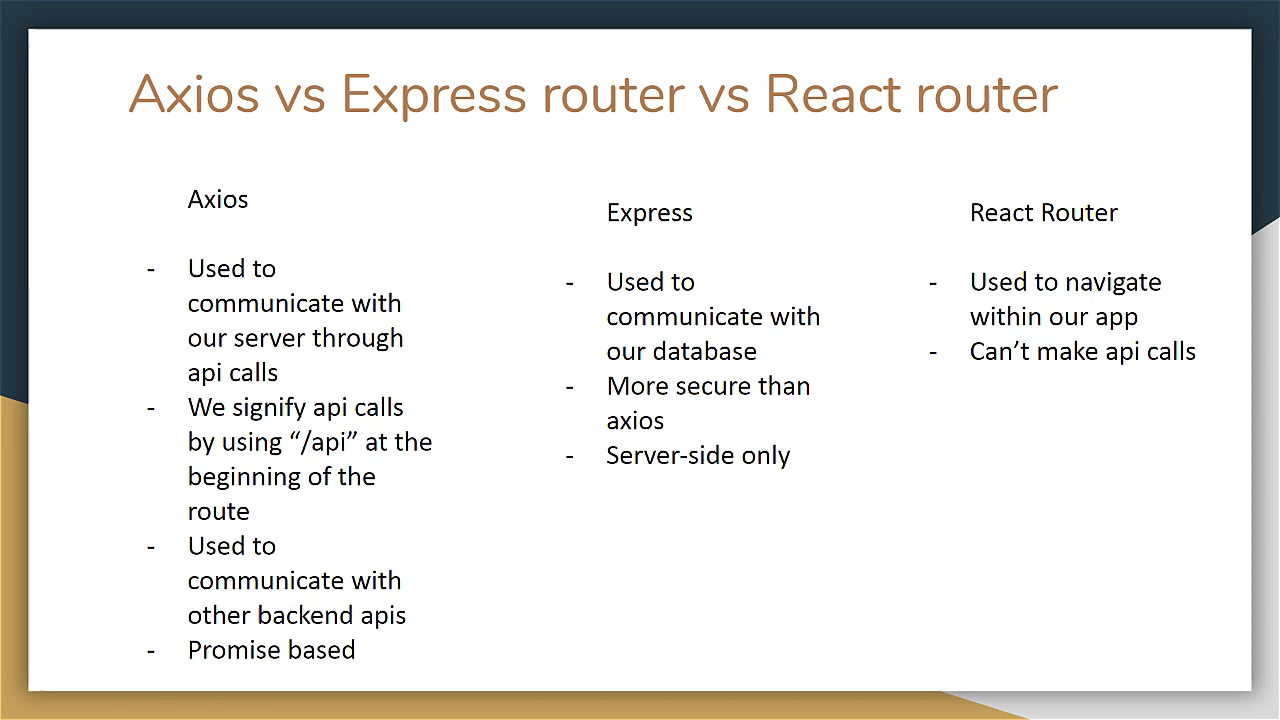 Axios vs Express router vs React router
Axios
- Used to
communicate with
our server through
api calls
- We signify api calls
by using “/api” at the
beginning of the
route
- Used to
communicate with
other backend apis
- Promise based
Express
- Used to
communicate with
our database
- More secure than
axios
- Server-side only
React Router
- Used to navigate
within our app
- Can’t make api calls